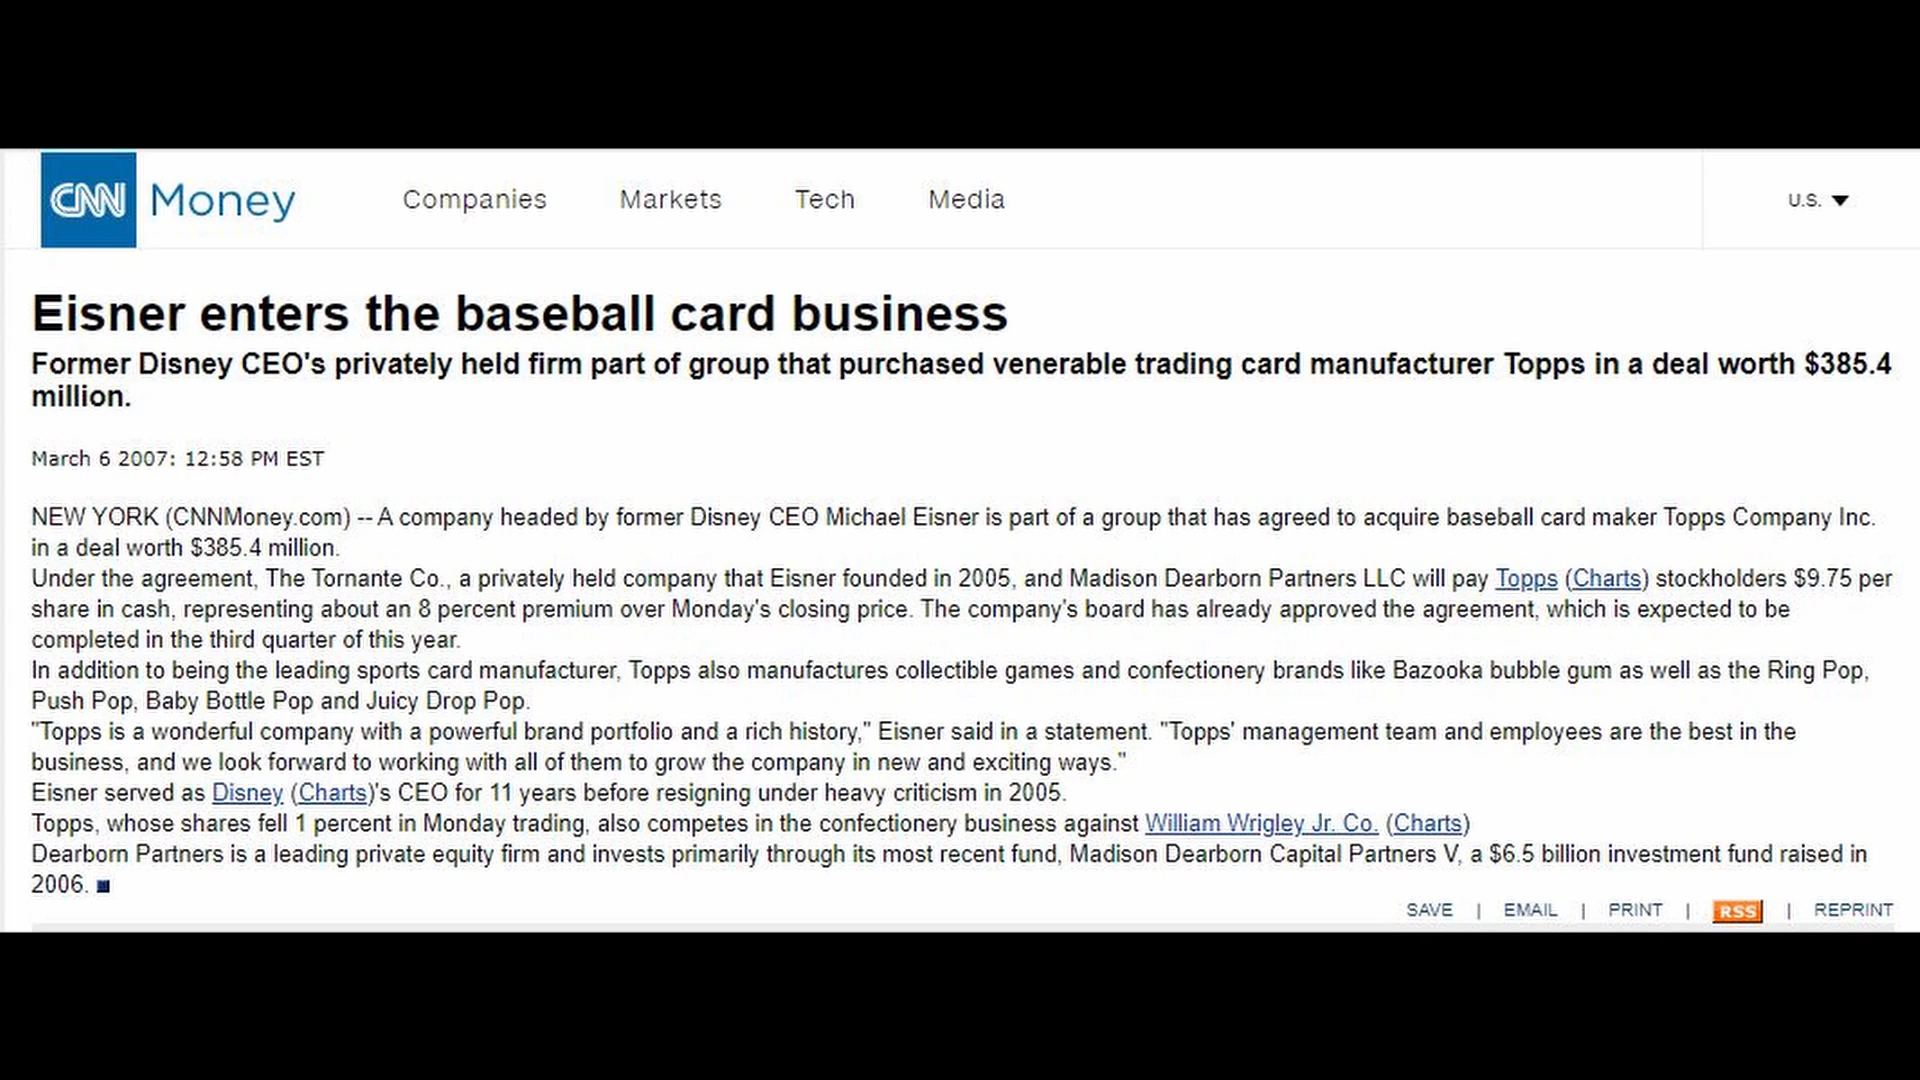 CNN Money Companies Markets Tech Media U.S.
Eisner enters the baseball card business
Former Disney CEO's privately held firm part of group that purchased venerable trading card manufacturer Topps in a deal worth $385.4
million.
March 6 2007: 12:58 PM EST
NEW YORK (CNNMoney.com) -- A company headed by former Disney CEO Michael Eisner is part of a group that has agreed to acquire baseball card maker Topps Company Inc.
in a deal worth $385.4 million.
Under the agreement, The Tornante Co., a privately held company that Eisner founded in 2005, and Madison Dearborn Partners LLC will pay Topps (Charts) stockholders $9.75 per
share in cash, representing about an 8 percent premium over Monday's closing price. The company's board has already approved the agreement, which is expected to be
completed in the third quarter of this year.
In addition to being the leading sports card manufacturer, Topps also manufactures collectible games and confectionery brands like Bazooka bubble gum as well as the Ring Pop,
Push Pop, Baby Bottle Pop and Juicy Drop Pop.
"Topps is a wonderful company with a powerful brand portfolio and a rich history," Eisner said in a statement. "Topps' management team and employees are the best in the
business, and we look forward to working with all of them to grow the company in new and exciting ways."
Eisner served as Disney (Charts)'s CEO for 11 years before resigning under heavy criticism in 2005.
Topps, whose shares fell 1 percent in Monday trading, also competes in the confectionery business against William Wrigley Jr. Co. (Charts)
Dearborn Partners is a leading private equity firm and invests primarily through its most recent fund, Madison Dearborn Capital Partners V, a $6.5 billion investment fund raised in
2006.
SAVE | EMAIL | PRINT | RSS | REPRINT